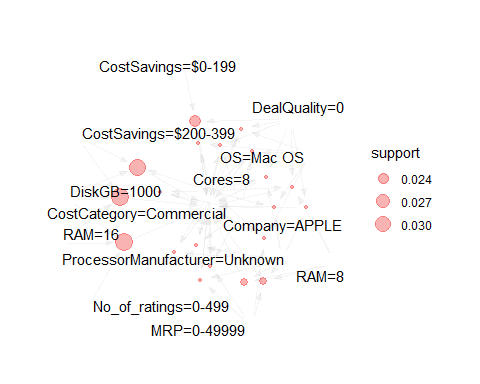 CostSavings=$0-199
DealQuality=0
CostSavings=$200-399
OS=Mac OS
support
Cores=8
0.024
DiskGB=1000
0.027
CostCategory=Commercial
Company=APPLE
0.030
RAM=16
ProcessorManufacturer=Unknown
RAM=8
No_of_ratings=0-499
MRP=0-49999